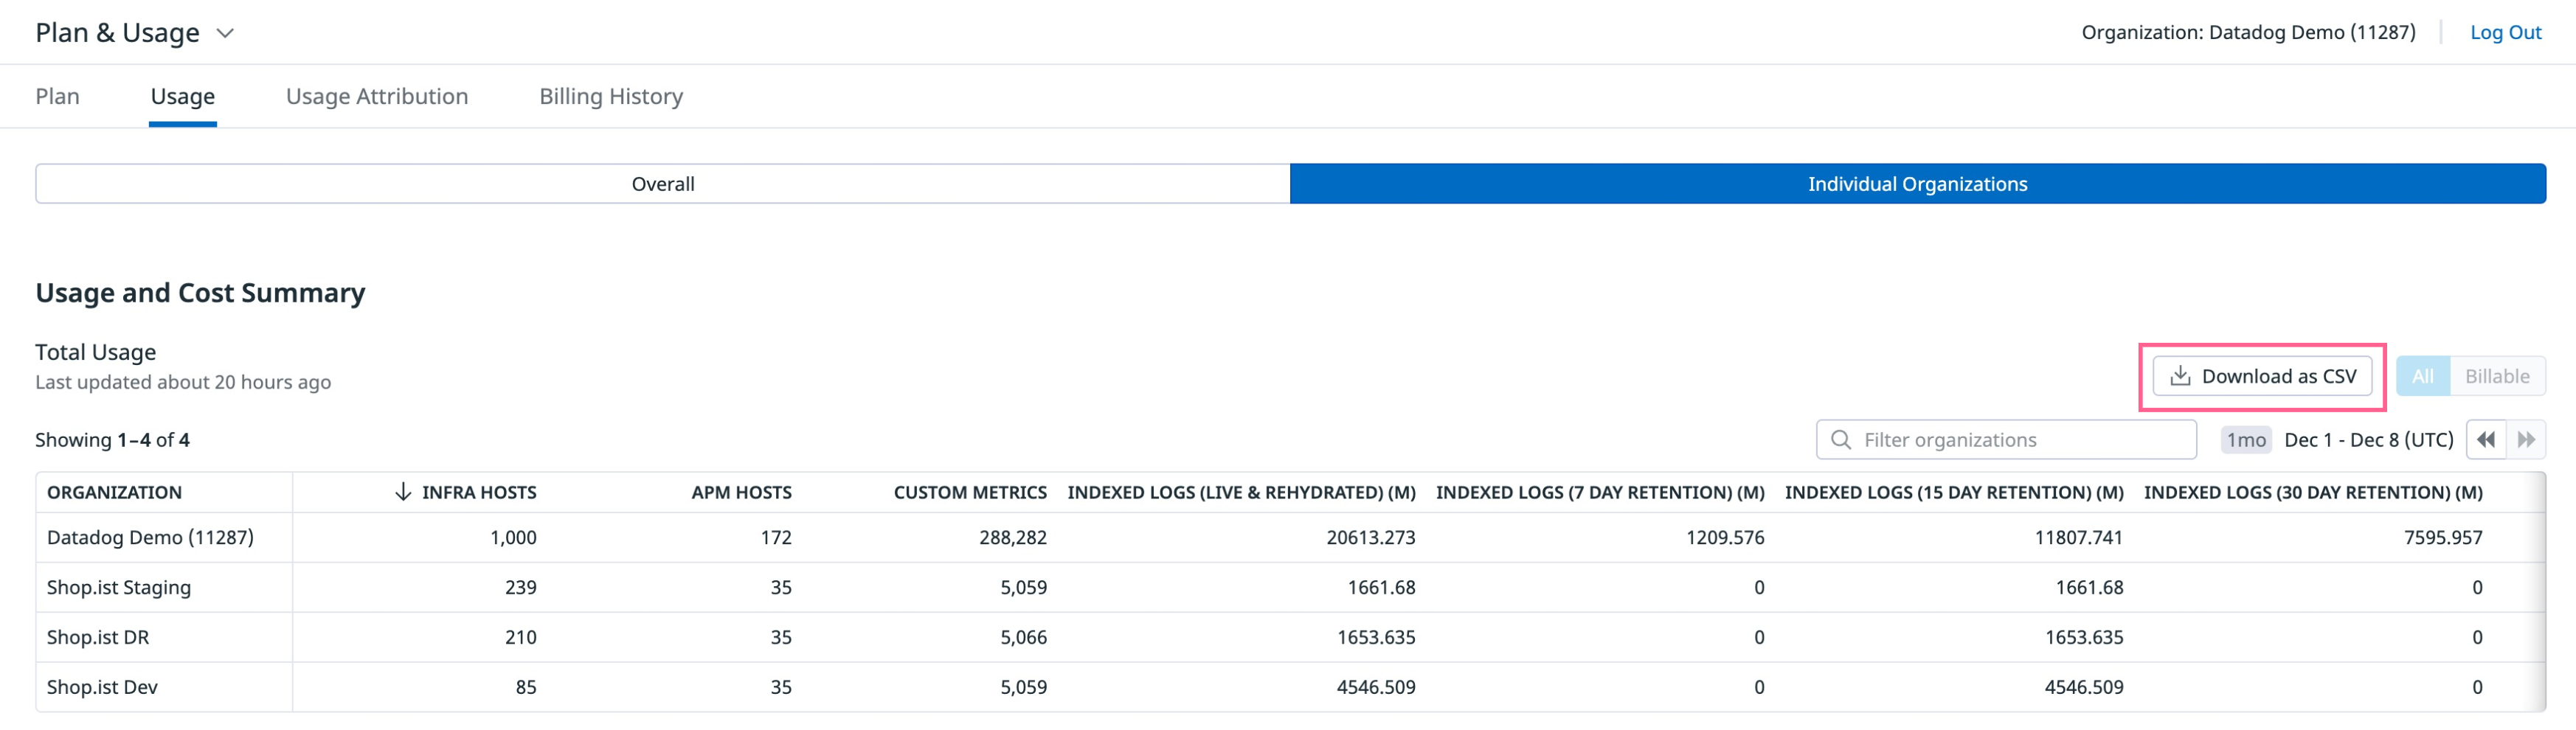 Plan & Usage
Organization: Datadog Demo (11287) Log Out
Plan Usage Usage Attribution Billing History
Overall Individual Organizations
Usage and Cost Summary
Total Usage
Last updated about 20 hours ago
Download as CSV All Billable
Showing 1–4 of 4
Filter organizations 1mo Dec 1 - Dec 8 (UTC)
ORGANIZATION INFRA HOSTS APM HOSTS CUSTOM METRICS INDEXED LOGS (LIVE & REHYDRATED) (M) INDEXED LOGS (7 DAY RETENTION) (M) INDEXED LOGS (15 DAY RETENTION) (M) INDEXED LOGS (30 DAY RETENTION) (M)
Datadog Demo (11287) 1,000 172 288,282 20613.273 1209.576 11807.741 7595.957
Shop.ist Staging 239 35 5,059 1661.68 0 1661.68 0
Shop.ist DR 210 35 5,066 1653.635 0 1653.635 0
Shop.ist Dev 85 35 5,059 4546.509 0 4546.509 0